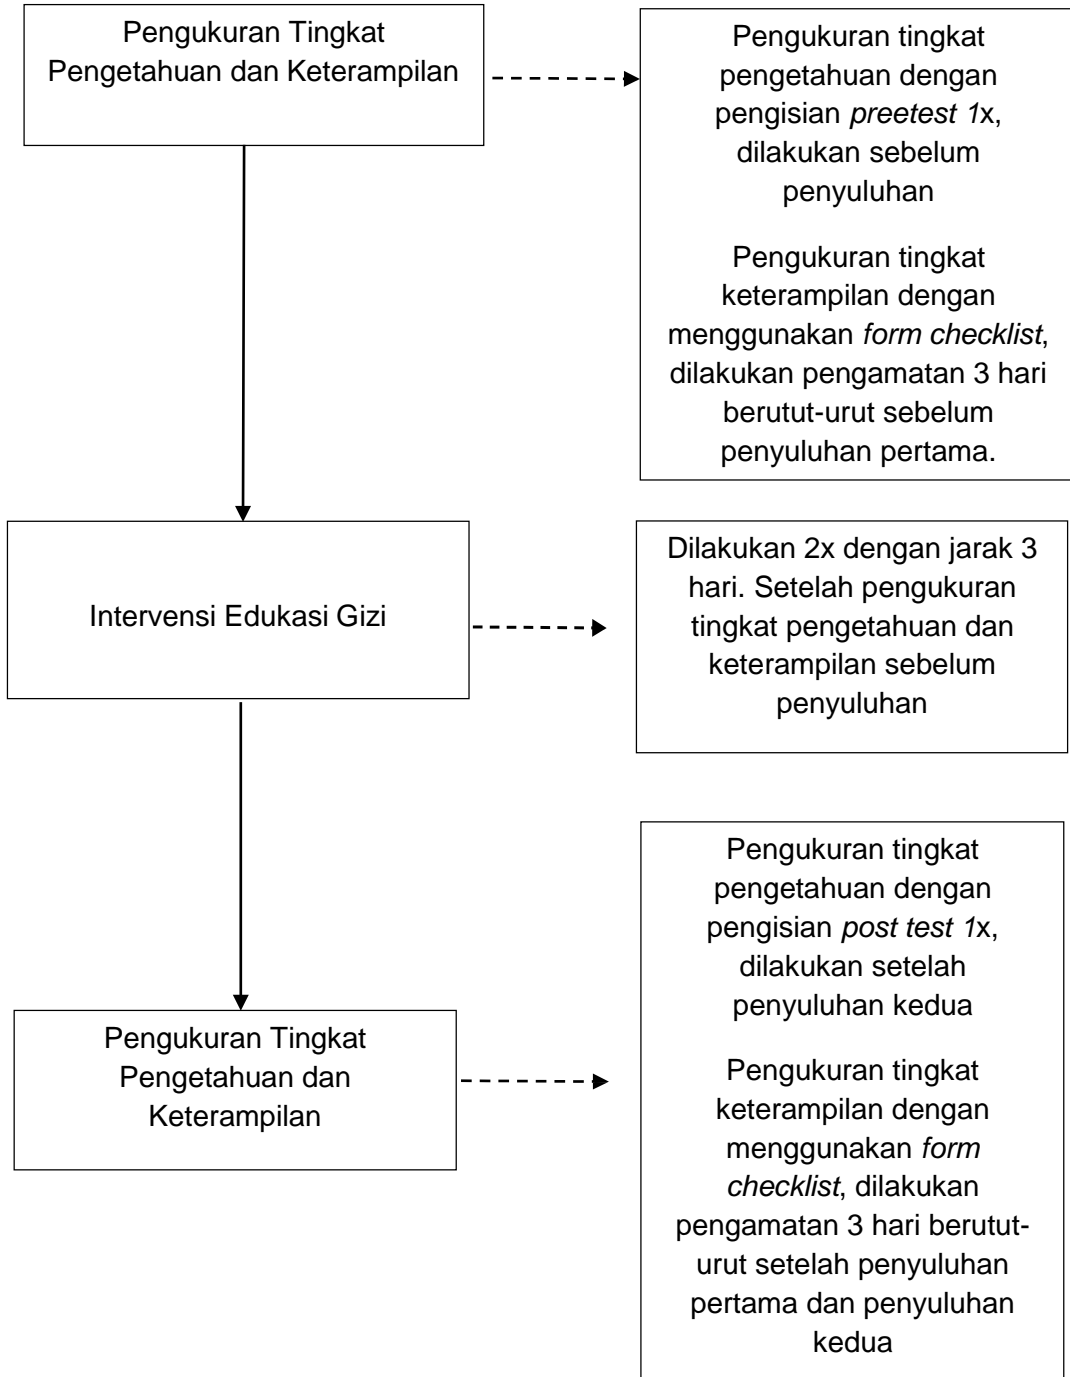 Pengukuran Tingkat
Pengetahuan dan Keterampilan
Pengukuran tingkat
pengetahuan dengan
pengisian preetest 1x,
dilakukan sebelum
penyuluhan
Pengukuran tingkat
keterampilan dengan
menggunakan form checklist,
dilakukan pengamatan 3 hari
berutut-urut sebelum
penyuluhan pertama.
Intervensi Edukasi Gizi
Dilakukan 2x dengan jarak 3
hari. Setelah pengukuran
tingkat pengetahuan dan
keterampilan sebelum
penyuluhan
Pengukuran Tingkat
Pengetahuan dan
Keterampilan
Pengukuran tingkat
pengetahuan dengan
pengisian post test 1x,
dilakukan setelah
penyuluhan kedua
Pengukuran tingkat
keterampilan dengan
menggunakan form
checklist, dilakukan
pengamatan 3 hari berutut-
urut setelah penyuluhan
pertama dan penyuluhan
kedua